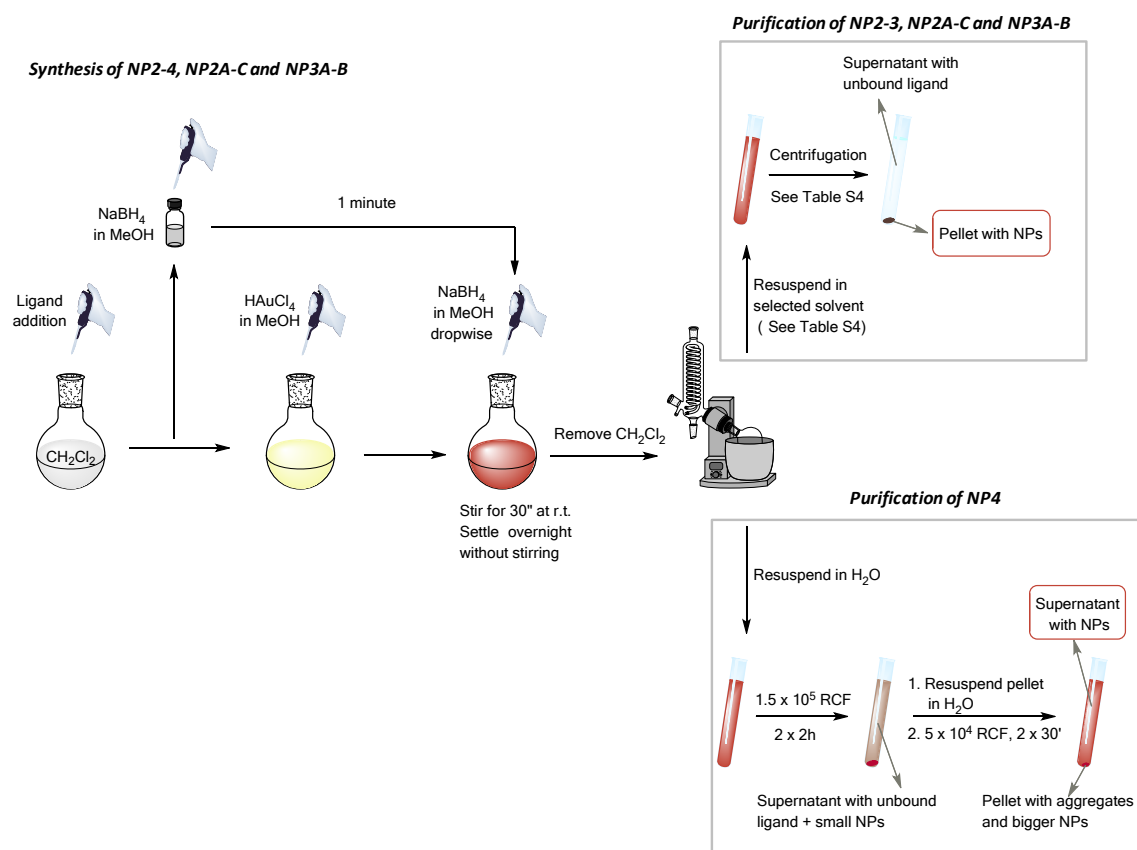 Purification of NP2-3, NP2A-C and NP3A-B
Synthesis of NP2-4, NP2A-C and NP3A-B
Supernatant with
unbound ligand
Centrifugation
See Table S4
Pellet with NPs
Resuspend in
selected solvent
( See Table S4)
NaBH4
in MeOH
1 minute
Ligand
addition
HAuCl4
in MeOH
NaBH4
in MeOH
dropwise
CH2Cl2
Remove CH2Cl2
Stir for 30" at r.t.
Settle overnight
without stirring
Purification of NP4
Resuspend in H2O
Supernatant
with NPs
1.5 x 10⁵ RCF
2 x 2h
1. Resuspend pellet
in H2O
2. 5 x 10⁴ RCF, 2 x 30'
Supernatant with unbound
ligand + small NPs
Pellet with aggregates
and bigger NPs